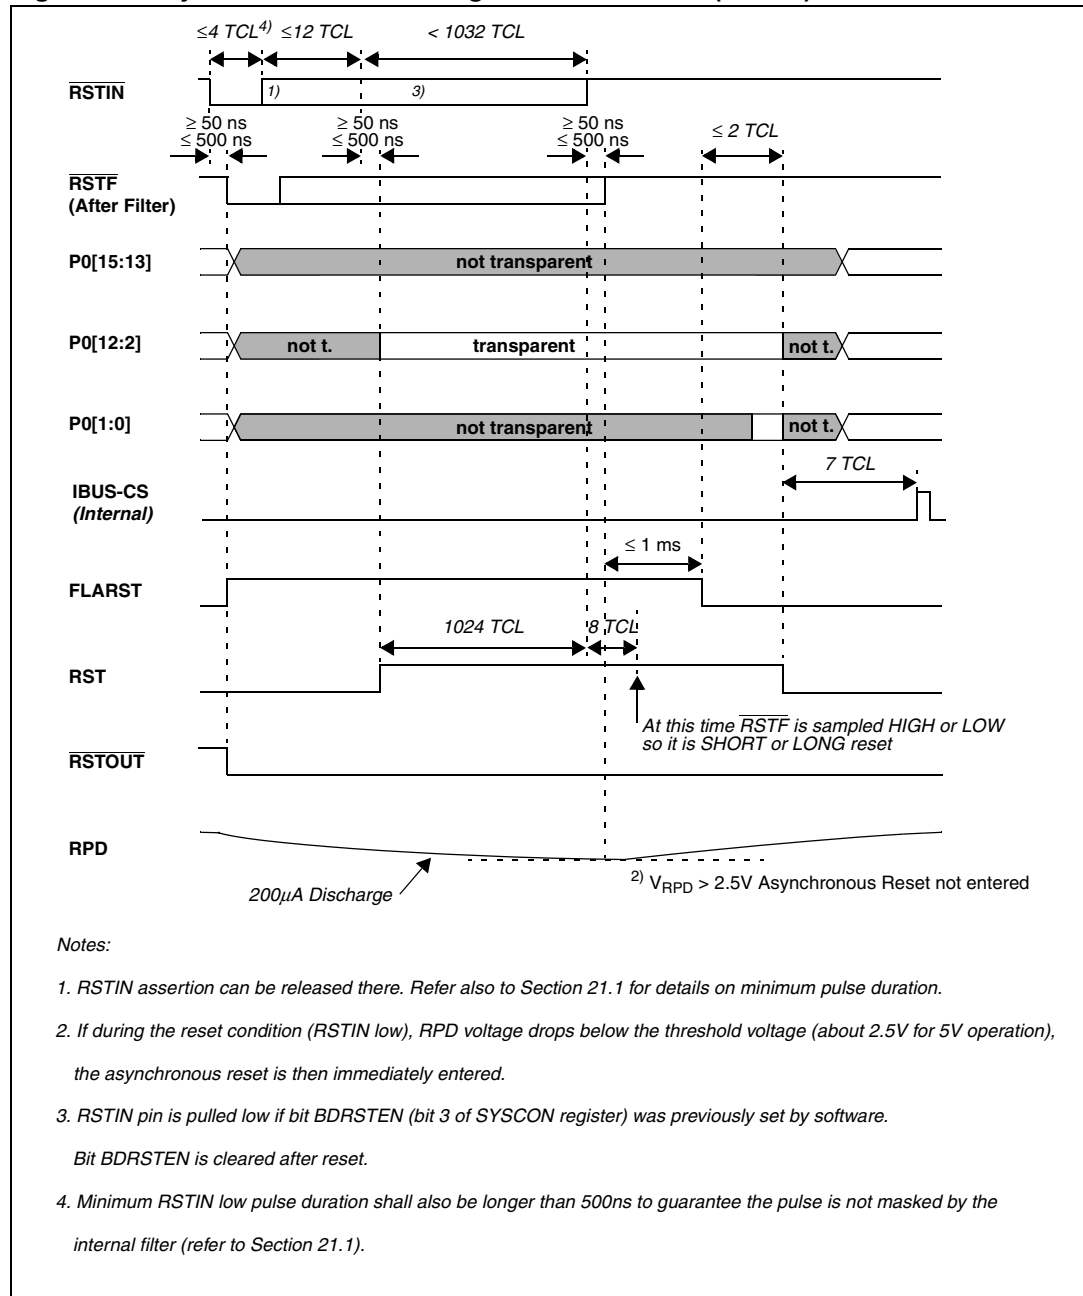 ≤4 TCL4) ≤12 TCL < 1032 TCL
RSTIN 1) 3)
≥ 50 ns ≥ 50 ns ≥ 50 ns
≤ 500 ns ≤ 500 ns ≤ 500 ns ≤ 2 TCL
RSTF
(After Filter)
P0[15:13] not transparent
P0[12:2] not t. transparent not t.
P0[1:0] not transparent not t.
7 TCL
IBUS-CS
(Internal)
≤ 1 ms
FLARST
1024 TCL 8 TCL
RST
At this time RSTF is sampled HIGH or LOW
so it is SHORT or LONG reset
RSTOUT
RPD
200µA Discharge
2) VRPD > 2.5V Asynchronous Reset not entered
Notes:
1. RSTIN assertion can be released there. Refer also to Section 21.1 for details on minimum pulse duration.
2. If during the reset condition (RSTIN low), RPD voltage drops below the threshold voltage (about 2.5V for 5V operation),
the asynchronous reset is then immediately entered.
3. RSTIN pin is pulled low if bit BDRSTEN (bit 3 of SYSCON register) was previously set by software.
Bit BDRSTEN is cleared after reset.
4. Minimum RSTIN low pulse duration shall also be longer than 500ns to guarantee the pulse is not masked by the
internal filter (refer to Section 21.1).